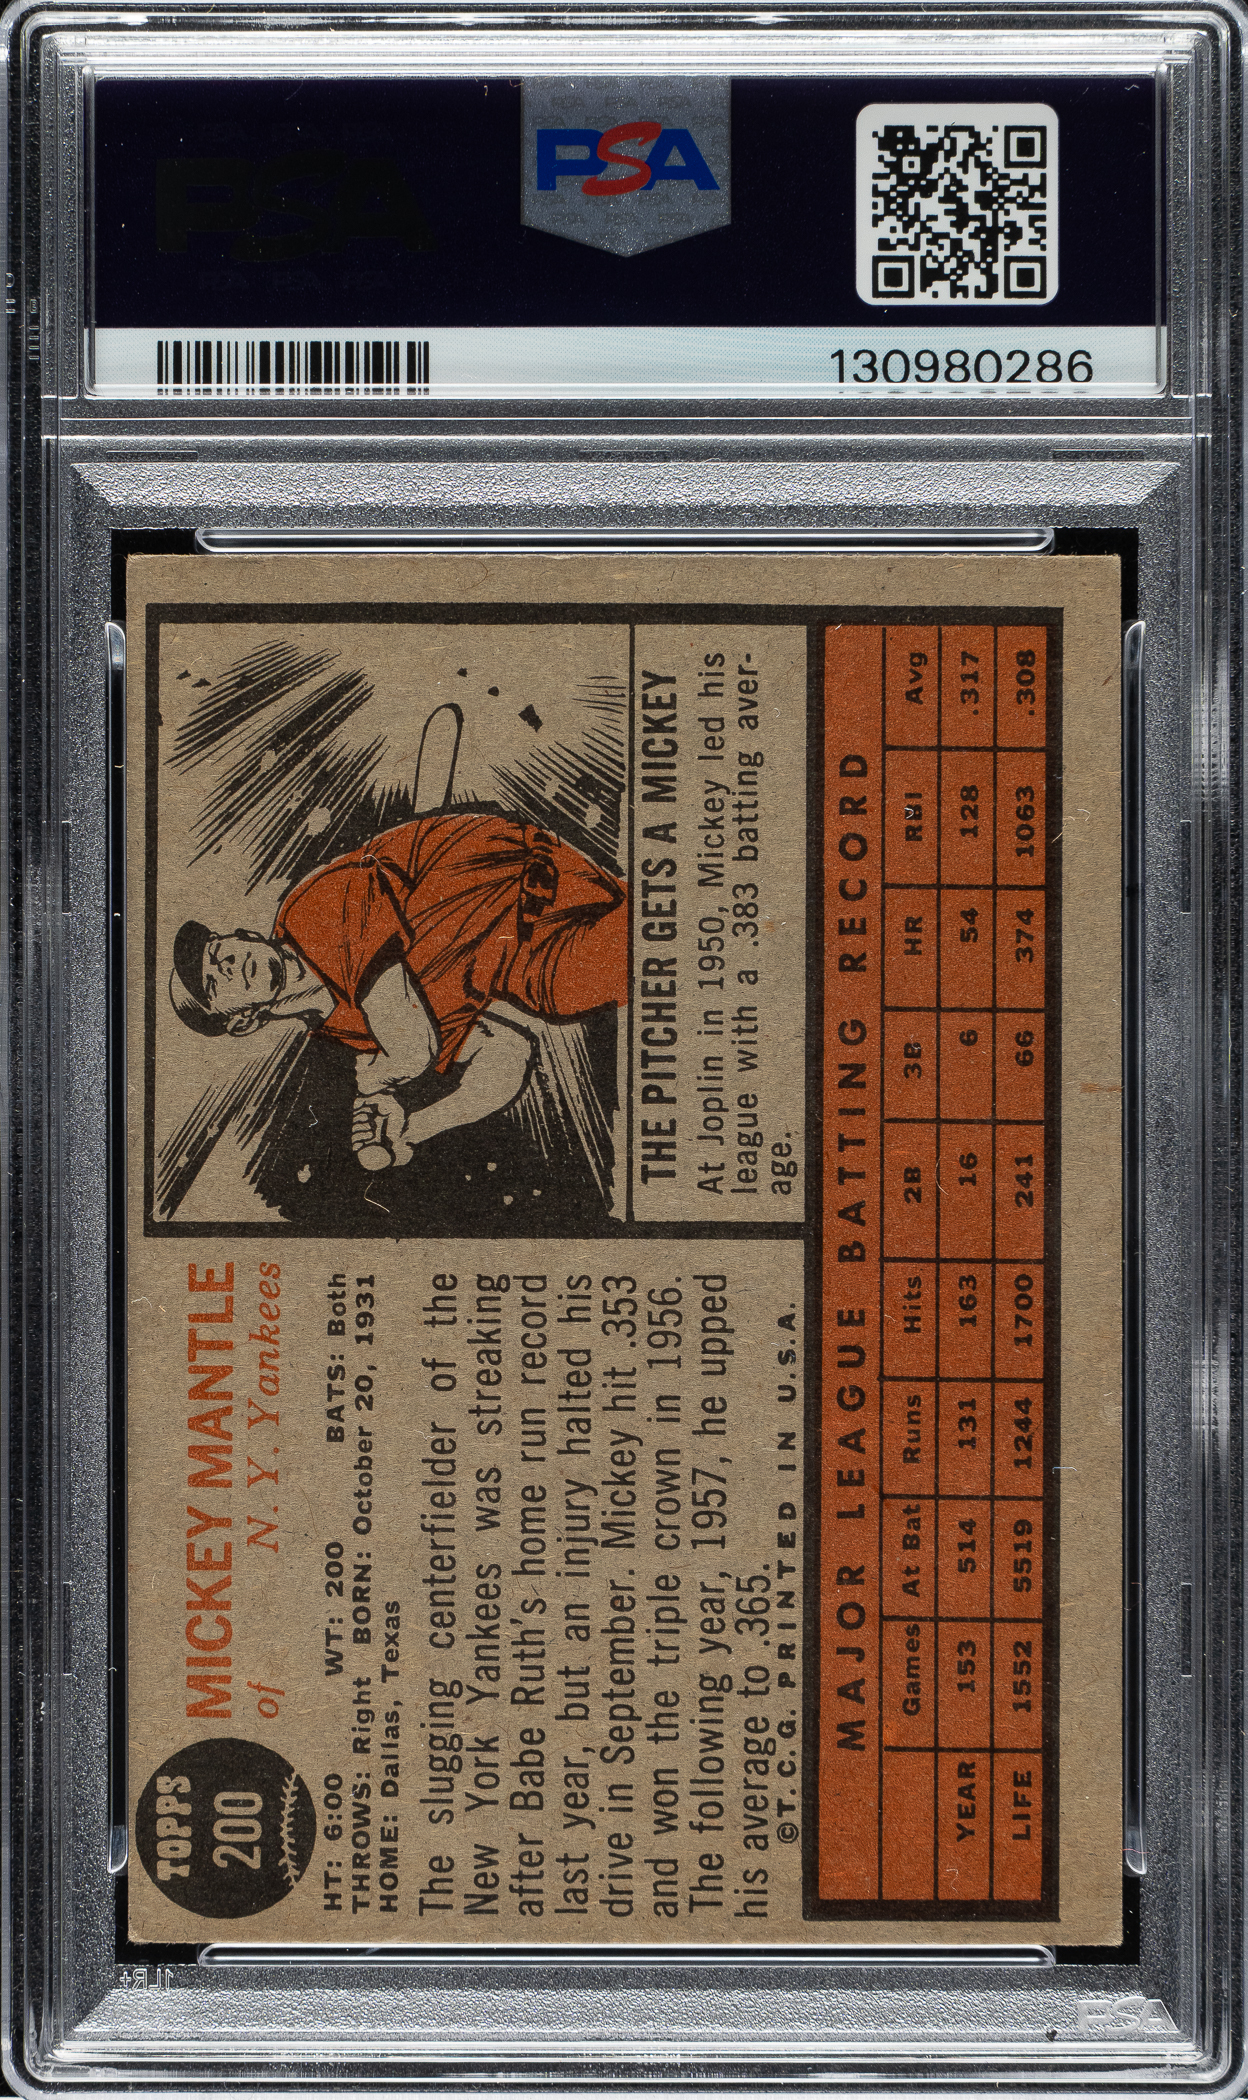 PSA
130980286
TOPPS
200
MICKEY MANTLE
of N. Y. Yankees
HT: 6:00 WT: 200 BATS: Both
THROWS: Right BORN: October 20, 1931
HOME: Dallas, Texas
The slugging centerfielder of the
New York Yankees was streaking
after Babe Ruth's home run record
last year, but an injury halted his
drive in September. Mickey hit .353
and won the triple crown in 1956.
The following year, 1957, he upped
his average to .365.
©T.C.G. PRINTED IN U.S.A.
THE PITCHER GETS A MICKEY
At Joplin in 1950, Mickey led his
league with a .383 batting aver-
age.
MAJOR LEAGUE BATTING RECORD
Games At Bat Runs Hits 2B 3B HR RBI Avg
YEAR 153 514 131 163 16 6 54 128 .317
LIFE 1552 5519 1244 1700 241 66 374 1063 .308
1LR+
PSA